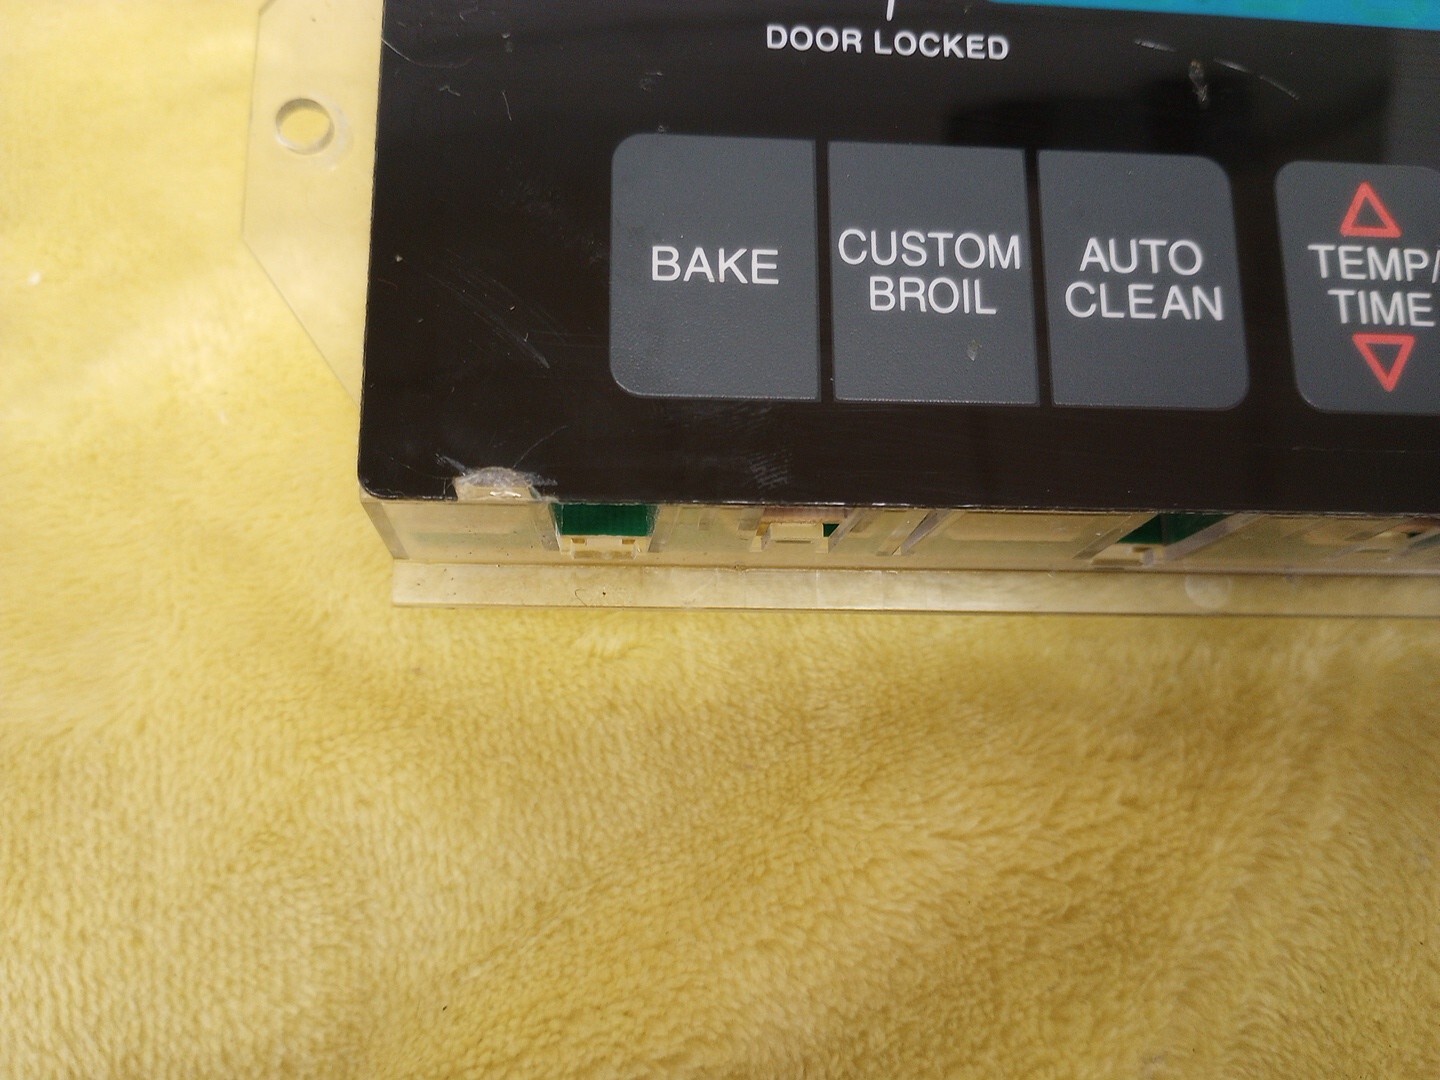 DOOR LOCKED
BAKE
CUSTOM
BROIL
AUTO
CLEAN
TEMP/
TIME